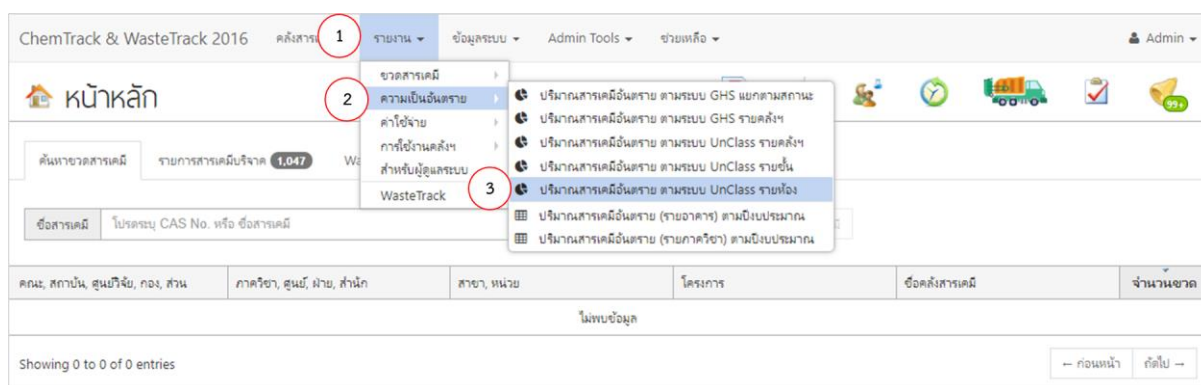 ChemTrack & WasteTrack 2016 คลังสารเ 1 รายงาน ข้อมูลระบบ Admin Tools ช่วยเหลือ Admin
หน้าหลัก
ขวดสารเคมี
2 ความเป็นอันตราย
ค่าใช้จ่าย
การใช้งานคลังฯ
สำหรับผู้ดูแลระบบ
WasteTrack
ปริมาณสารเคมีอันตราย ตามระบบ GHS แยกตามสถานะ
ปริมาณสารเคมีอันตราย ตามระบบ GHS รายคลังฯ
ปริมาณสารเคมีอันตราย ตามระบบ UnClass รายคลังฯ
ปริมาณสารเคมีอันตราย ตามระบบ UnClass รายชั้น
3 ปริมาณสารเคมีอันตราย ตามระบบ UnClass รายห้อง
ปริมาณสารเคมีอันตราย (รายอาคาร) ตามปีงบประมาณ
ปริมาณสารเคมีอันตราย (รายภาควิชา) ตามปีงบประมาณ
99+
ค้นหาขวดสารเคมี รายการสารเคมีบริจาค 1,047 Wa
ชื่อสารเคมี โปรดระบุ CAS No. หรือ ชื่อสารเคมี
คณะ, สถาบัน, ศูนย์วิจัย, กอง, ส่วน ภาควิชา, ศูนย์, ฝ่าย, สำนัก สาขา, หน่วย โครงการ ชื่อคลังสารเคมี จำนวนขวด
ไม่พบข้อมูล
Showing 0 to 0 of 0 entries ← ก่อนหน้า ถัดไป →